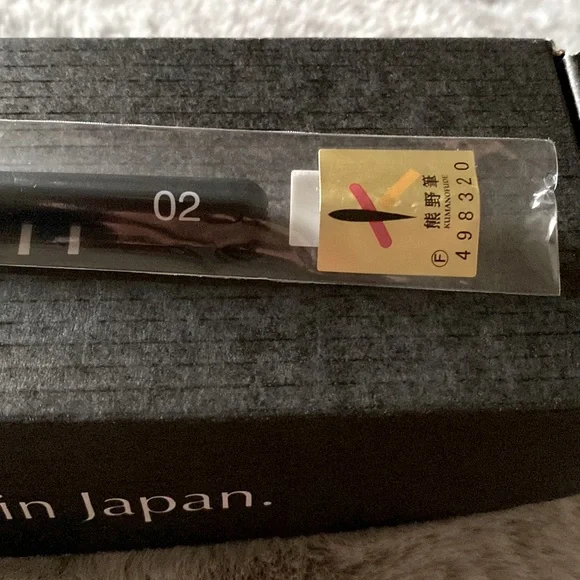 02
熊野筆
KUMANOFUDE
Ⓕ 498320
in Japan.